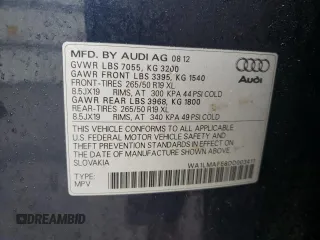 MFD. BY AUDI AG 08 12
GVWR LBS 7055, KG 3200
GAWR FRONT LBS 3395, KG 1540
FRONT-TIRES 265/50 R19 XL
8.5JX19 RIMS, AT 300 KPA 44 PSI COLD
GAWR REAR LBS 3968, KG 1800
REAR-TIRES 265/50 R19 XL
8.5JX19 RIMS, AT 340 KPA 49 PSI COLD
THIS VEHICLE CONFORMS TO ALL APPLICABLE
U.S. FEDERAL MOTOR VEHICLE SAFETY, BUMPER, AND
THEFT PREVENTION STANDARDS IN EFFECT ON THE
DATE OF MANUFACTURE SHOWN ABOVE
SLOVAKIA
TYPE:
MPV
Audi